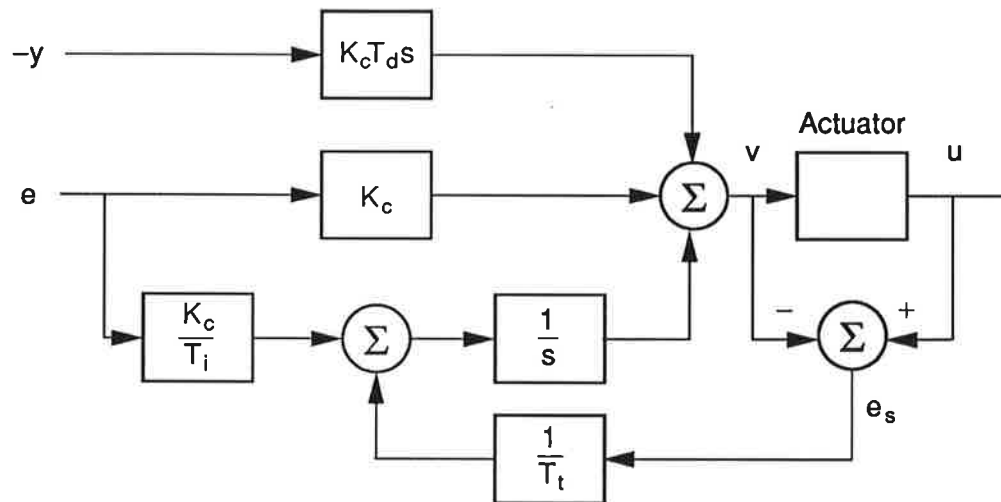 –y
K_cT_ds
Actuator
v
u
e
K_c
Σ
K_c
T_i
Σ
1
s
–
+
Σ
1
T_t
e_s